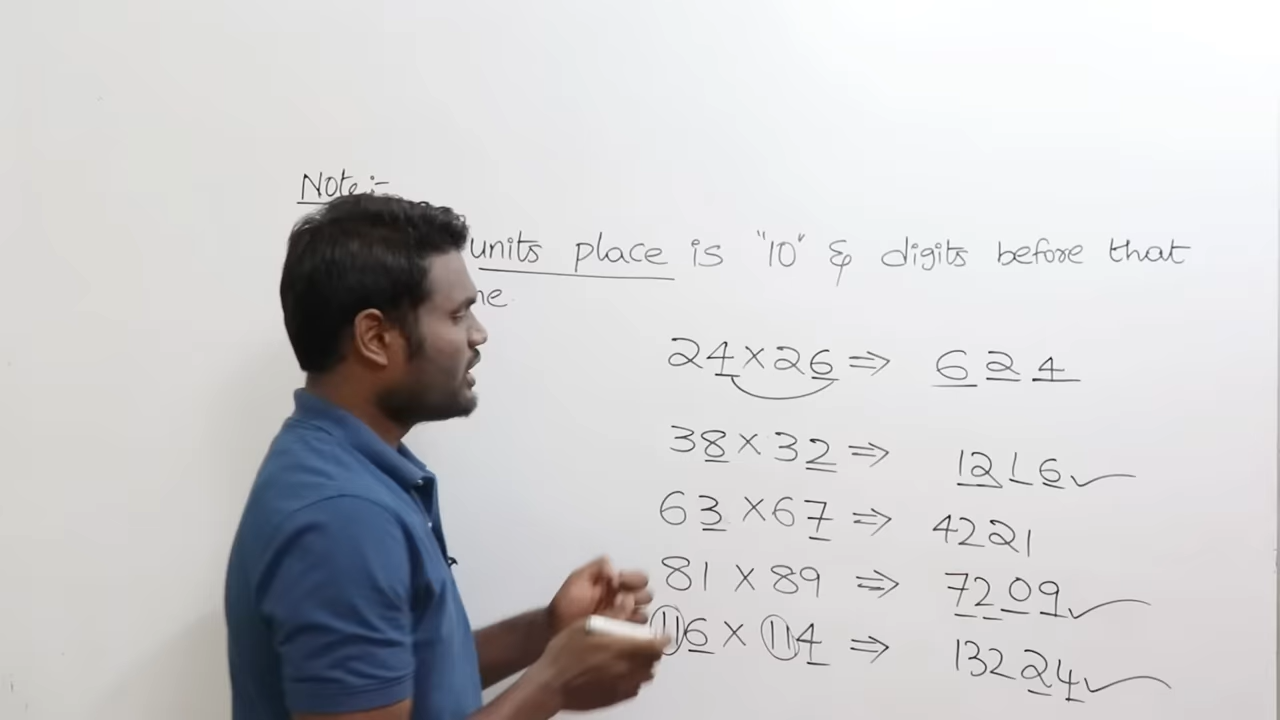 Note:-
units place is "10" & digits before that
24×26 ⇒ 624
38×32 ⇒ 1216
63×67 ⇒ 4221
81×89 ⇒ 7209
116×114 ⇒ 13224